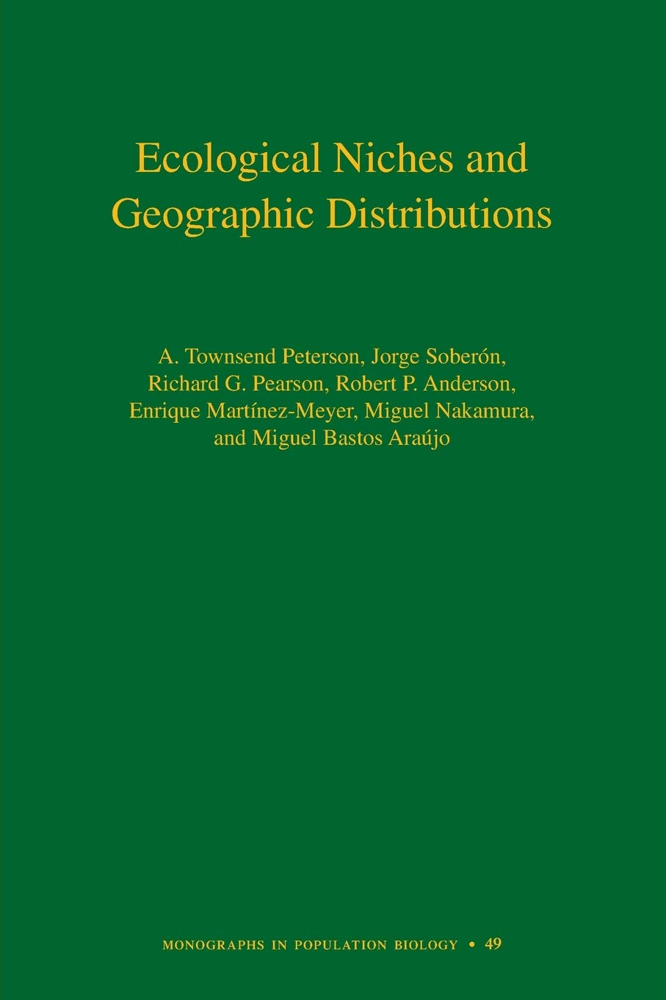 Ecological Niches and
Geographic Distributions
A. Townsend Peterson, Jorge Soberón,
Richard G. Pearson, Robert P. Anderson,
Enrique Martínez-Meyer, Miguel Nakamura,
and Miguel Bastos Araújo
MONOGRAPHS IN POPULATION BIOLOGY • 49